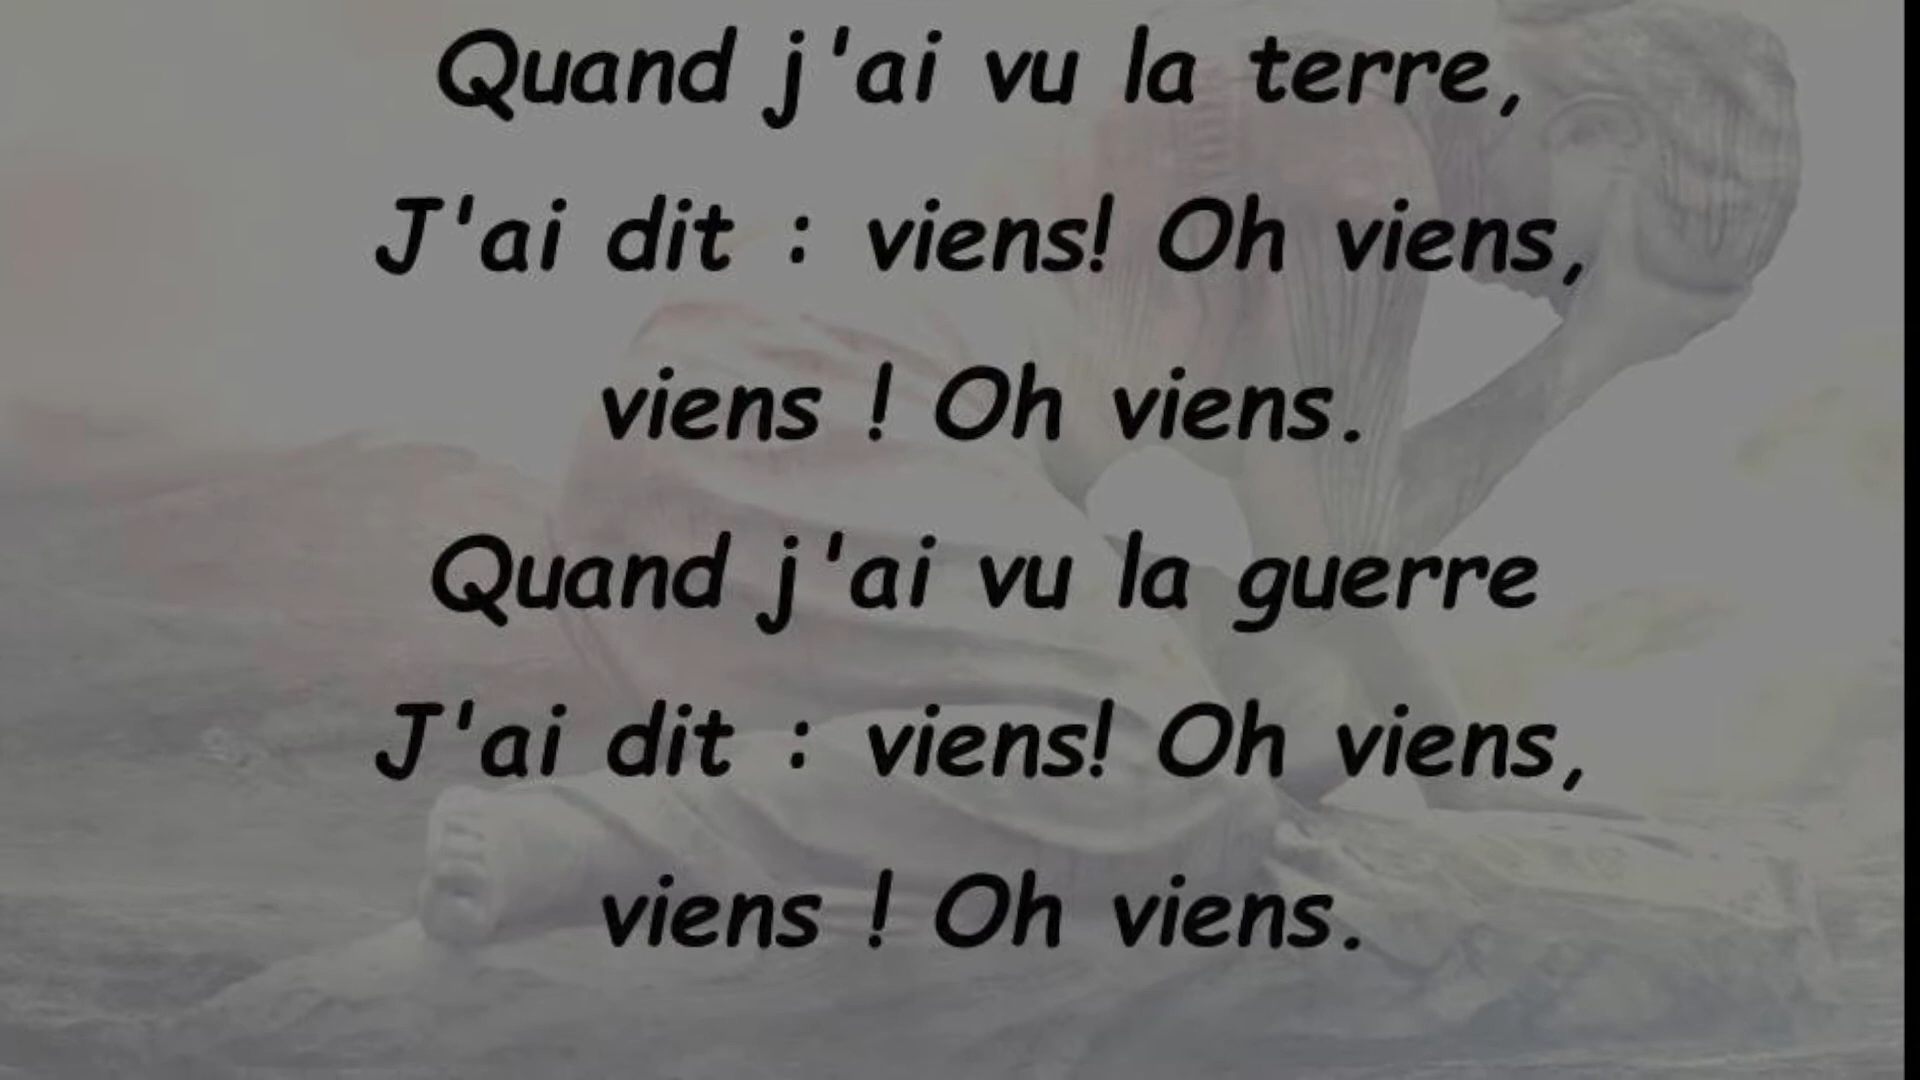 Quand j'ai vu la terre,
J'ai dit : viens! Oh viens,
viens ! Oh viens.
Quand j'ai vu la guerre
J'ai dit : viens! Oh viens,
viens ! Oh viens.